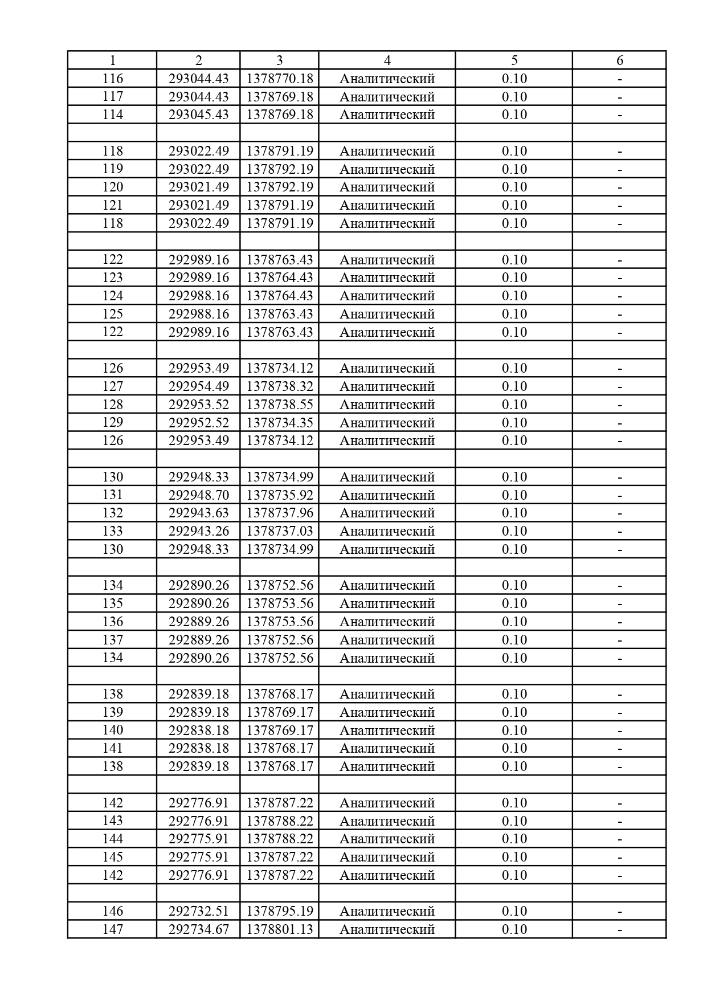 1 2 3 4 5 6
116 293044.43 1378770.18 Аналитический 0.10 -
117 293044.43 1378769.18 Аналитический 0.10 -
114 293045.43 1378769.18 Аналитический 0.10 -
118 293022.49 1378791.19 Аналитический 0.10 -
119 293022.49 1378792.19 Аналитический 0.10 -
120 293021.49 1378792.19 Аналитический 0.10 -
121 293021.49 1378791.19 Аналитический 0.10 -
118 293022.49 1378791.19 Аналитический 0.10 -
122 292989.16 1378763.43 Аналитический 0.10 -
123 292989.16 1378764.43 Аналитический 0.10 -
124 292988.16 1378764.43 Аналитический 0.10 -
125 292988.16 1378763.43 Аналитический 0.10 -
122 292989.16 1378763.43 Аналитический 0.10 -
126 292953.49 1378734.12 Аналитический 0.10 -
127 292954.49 1378738.32 Аналитический 0.10 -
128 292953.52 1378738.55 Аналитический 0.10 -
129 292952.52 1378734.35 Аналитический 0.10 -
126 292953.49 1378734.12 Аналитический 0.10 -
130 292948.33 1378734.99 Аналитический 0.10 -
131 292948.70 1378735.92 Аналитический 0.10 -
132 292943.63 1378737.96 Аналитический 0.10 -
133 292943.26 1378737.03 Аналитический 0.10 -
130 292948.33 1378734.99 Аналитический 0.10 -
134 292890.26 1378752.56 Аналитический 0.10 -
135 292890.26 1378753.56 Аналитический 0.10 -
136 292889.26 1378753.56 Аналитический 0.10 -
137 292889.26 1378752.56 Аналитический 0.10 -
134 292890.26 1378752.56 Аналитический 0.10 -
138 292839.18 1378768.17 Аналитический 0.10 -
139 292839.18 1378769.17 Аналитический 0.10 -
140 292838.18 1378769.17 Аналитический 0.10 -
141 292838.18 1378768.17 Аналитический 0.10 -
138 292839.18 1378768.17 Аналитический 0.10 -
142 292776.91 1378787.22 Аналитический 0.10 -
143 292776.91 1378788.22 Аналитический 0.10 -
144 292775.91 1378788.22 Аналитический 0.10 -
145 292775.91 1378787.22 Аналитический 0.10 -
142 292776.91 1378787.22 Аналитический 0.10 -
146 292732.51 1378795.19 Аналитический 0.10 -
147 292734.67 1378801.13 Аналитический 0.10 -